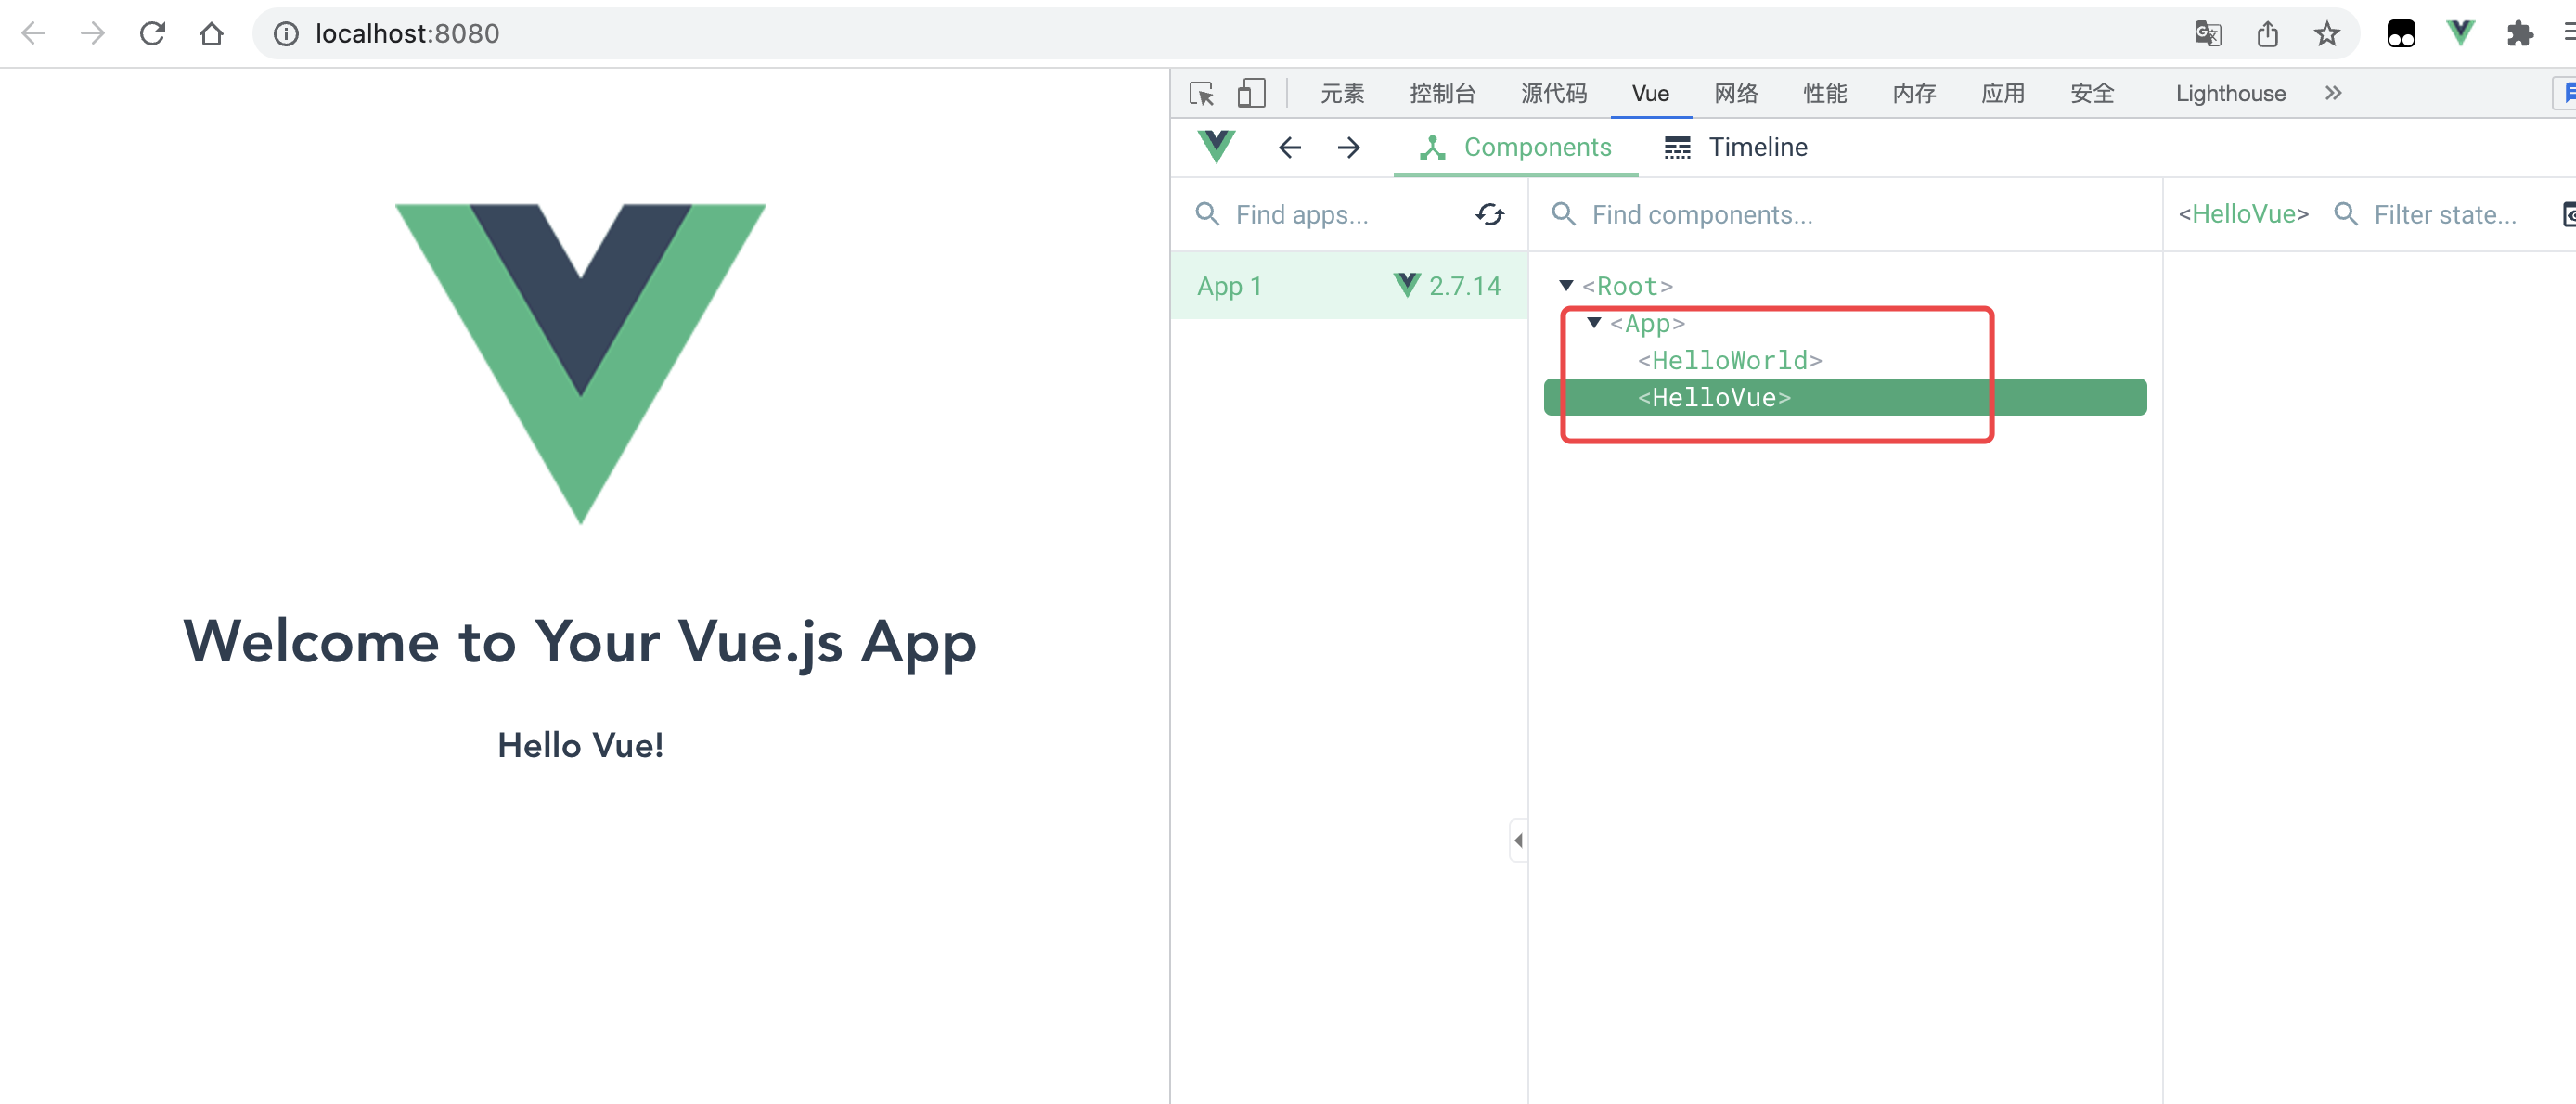 localhost:8080
元素 控制台 源代码 Vue 网络 性能 内存 应用 安全 Lighthouse
Components Timeline
Find apps... Find components... <HelloVue> Filter state...
App 1 2.7.14
<Root>
<App>
<HelloWorld>
<HelloVue>
Welcome to Your Vue.js App
Hello Vue!